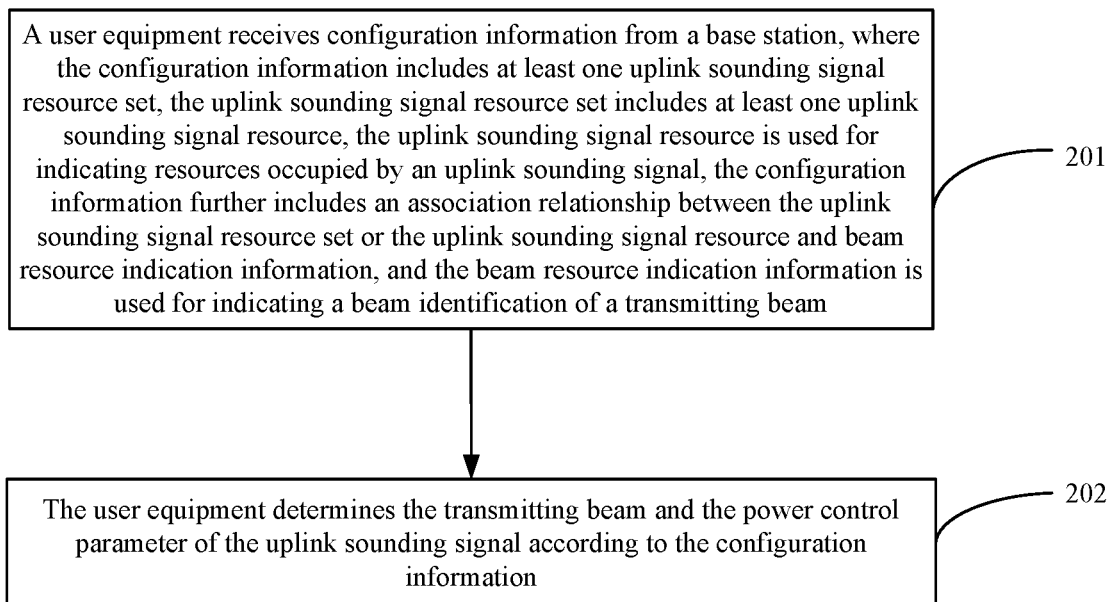 A user equipment receives configuration information from a base station, where
the configuration information includes at least one uplink sounding signal
resource set, the uplink sounding signal resource set includes at least one uplink
sounding signal resource, the uplink sounding signal resource is used for
indicating resources occupied by an uplink sounding signal, the configuration
information further includes an association relationship between the uplink
sounding signal resource set or the uplink sounding signal resource and beam
resource indication information, and the beam resource indication information is
used for indicating a beam identification of a transmitting beam
201
The user equipment determines the transmitting beam and the power control
parameter of the uplink sounding signal according to the configuration
information
202